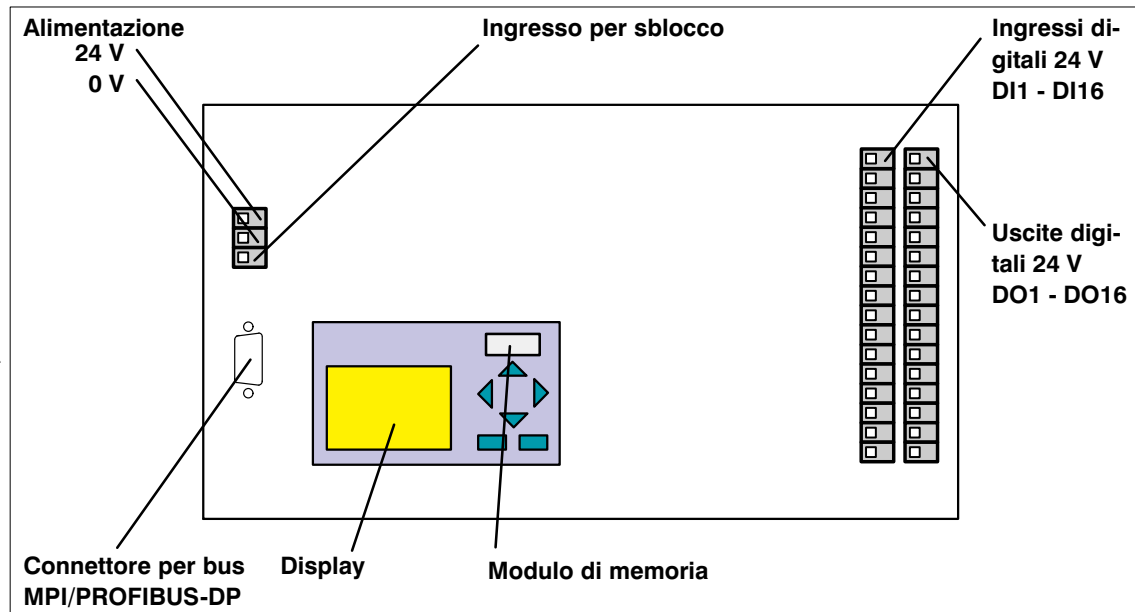 Alimentazione
24 V
0 V
Ingresso per sblocco
Ingressi di-
gitali 24 V
DI1 - DI16
Uscite digi-
tali 24 V
DO1 - DO16
Connettore per bus
MPI/PROFIBUS-DP
Display
Modulo di memoria